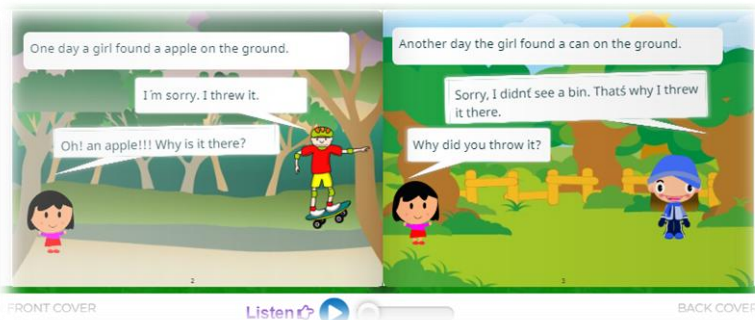 One day a girl found a apple on the ground.
I´m sorry. I threw it.
Oh! an apple!!! Why is it there?
2
Another day the girl found a can on the ground.
Sorry, I didnt´ see a bin. Thatś why I threw
it there.
Why did you throw it?
3
FRONT COVER
Listen
BACK COVER